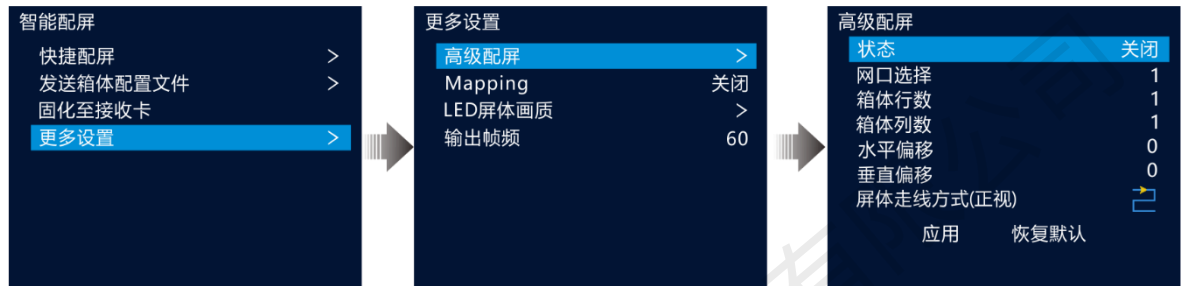 智能配屏
快捷配屏 >
发送箱体配置文件 >
固化至接收卡
更多设置 >
更多设置
高级配屏 >
Mapping 关闭
LED屏体画质 >
输出帧频 60
高级配屏
状态 关闭
网口选择 1
箱体行数 1
箱体列数 1
水平偏移 0
垂直偏移 0
屏体走线方式(正视)
应用 恢复默认
有限公司